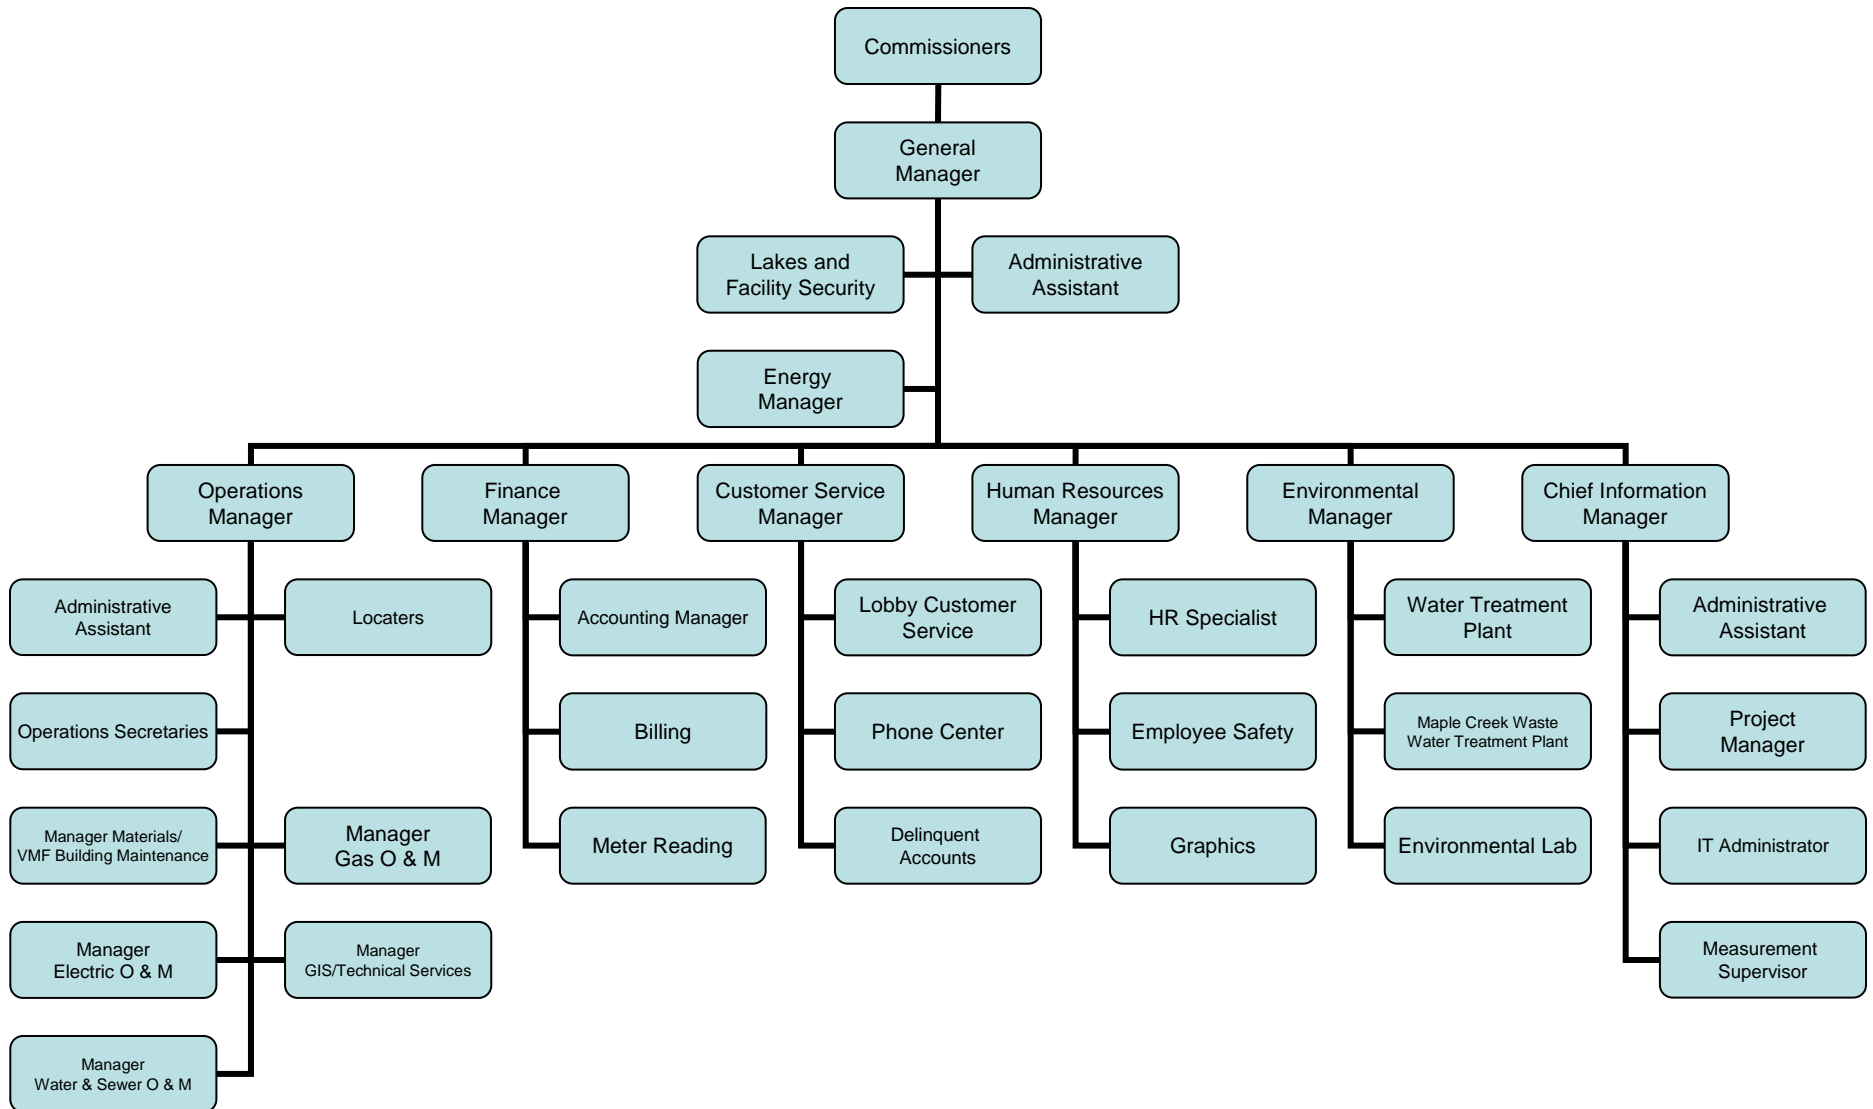 Commissioners
General
Manager
Lakes and
Facility Security
Administrative
Assistant
Energy
Manager
Operations
Manager
Finance
Manager
Customer Service
Manager
Human Resources
Manager
Environmental
Manager
Chief Information
Manager
Administrative
Assistant
Locaters
Accounting Manager
Lobby Customer
Service
HR Specialist
Water Treatment
Plant
Administrative
Assistant
Operations Secretaries
Billing
Phone Center
Employee Safety
Maple Creek Waste
Water Treatment Plant
Project
Manager
Manager Materials/
VMF Building Maintenance
Manager
Gas O & M
Meter Reading
Delinquent
Accounts
Graphics
Environmental Lab
IT Administrator
Manager
Electric O & M
Manager
GIS/Technical Services
Measurement
Supervisor
Manager
Water & Sewer O & M